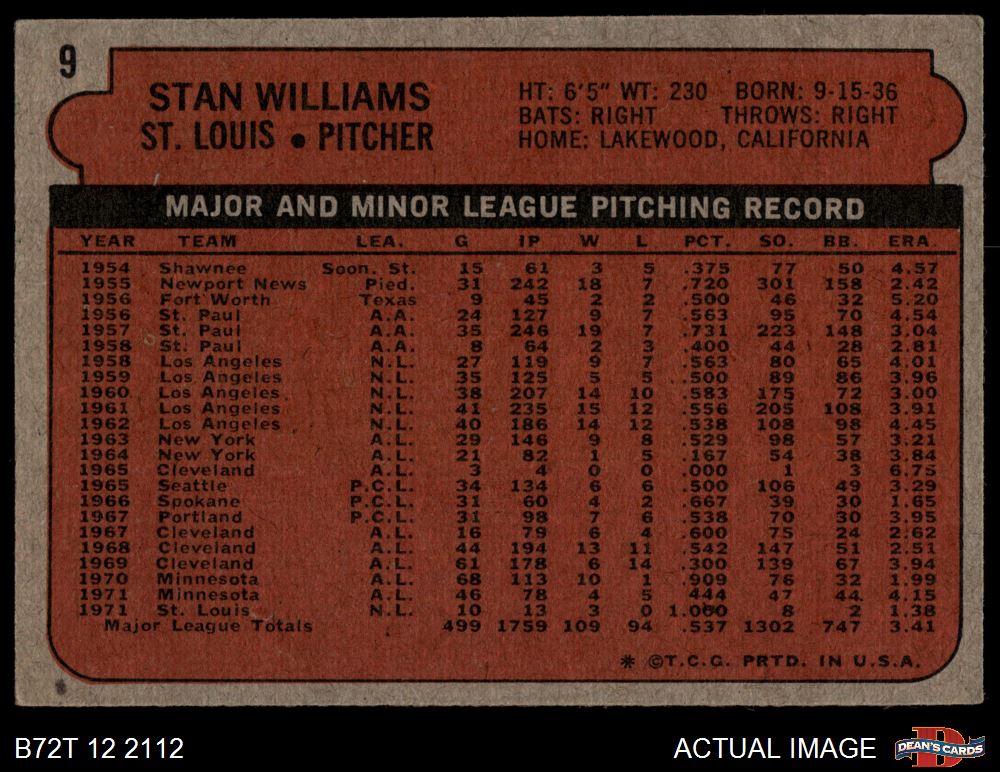 9
STAN WILLIAMS
ST. LOUIS • PITCHER
HT: 6'5" WT: 230 BORN: 9-15-36
BATS: RIGHT THROWS: RIGHT
HOME: LAKEWOOD, CALIFORNIA
MAJOR AND MINOR LEAGUE PITCHING RECORD
YEAR TEAM LEA. G IP W L PCT. SO. BB. ERA
1954 Shawnee Soon. St. 15 61 3 5 .375 77 50 4.57
1955 Newport News Pied. 31 242 18 7 .720 301 158 2.42
1956 Fort Worth Texas 9 45 2 2 .500 46 32 5.20
1956 St. Paul A.A. 24 127 9 7 .563 95 70 4.54
1957 St. Paul A.A. 35 246 19 7 .731 223 148 3.04
1958 St. Paul A.A. 8 64 2 3 .400 44 28 2.81
1958 Los Angeles N.L. 27 119 9 7 .563 80 65 4.01
1959 Los Angeles N.L. 35 125 5 5 .500 89 86 3.96
1960 Los Angeles N.L. 38 207 14 10 .583 175 72 3.00
1961 Los Angeles N.L. 41 235 15 12 .556 205 108 3.91
1962 Los Angeles N.L. 40 186 14 12 .538 108 98 4.45
1963 New York A.L. 29 146 9 8 .529 98 57 3.21
1964 New York A.L. 21 82 1 5 .167 54 38 3.84
1965 Cleveland A.L. 3 4 0 0 .000 1 3 6.75
1965 Seattle P.C.L. 34 134 6 6 .500 106 49 3.29
1966 Spokane P.C.L. 31 60 4 2 .667 39 30 1.65
1967 Portland P.C.L. 31 98 7 6 .538 70 30 3.95
1967 Cleveland A.L. 16 79 6 4 .600 75 24 2.62
1968 Cleveland A.L. 44 194 13 11 .542 147 51 2.51
1969 Cleveland A.L. 61 178 6 14 .300 139 67 3.94
1970 Minnesota A.L. 68 113 10 1 .909 76 32 1.99
1971 Minnesota A.L. 46 78 4 5 .444 47 44 4.15
1971 St. Louis N.L. 10 13 3 0 1.000 8 2 1.38
Major League Totals 499 1759 109 94 .537 1302 747 3.41
* ©T.C.G. PRTD. IN U.S.A.
B72T 12 2112
ACTUAL IMAGE
DEAN'S CARDS